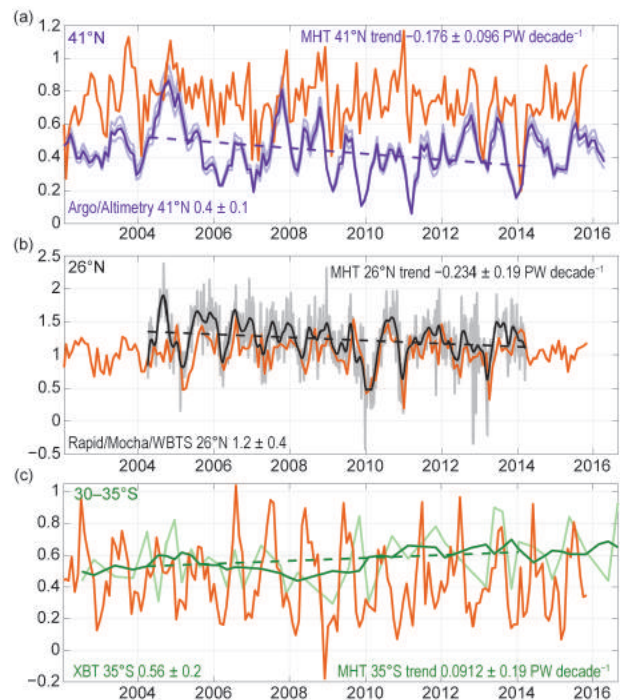 (a)
1.2
41°N
MHT 41°N trend −0.176 ± 0.096 PW decade⁻¹
1
0.8
0.6
0.4
0.2
Argo/Altimetry 41°N 0.4 ± 0.1
0
2004 2006 2008 2010 2012 2014 2016
(b)
2.5
26°N
MHT 26°N trend −0.234 ± 0.19 PW decade⁻¹
2
1.5
1
0.5
0
Rapid/Mocha/WBTS 26°N 1.2 ± 0.4
−0.5
2004 2006 2008 2010 2012 2014 2016
(c)
30–35°S
1
0.8
0.6
0.4
0.2
0
XBT 35°S 0.56 ± 0.2
MHT 35°S trend 0.0912 ± 0.19 PW decade⁻¹
−0.2
2004 2006 2008 2010 2012 2014 2016